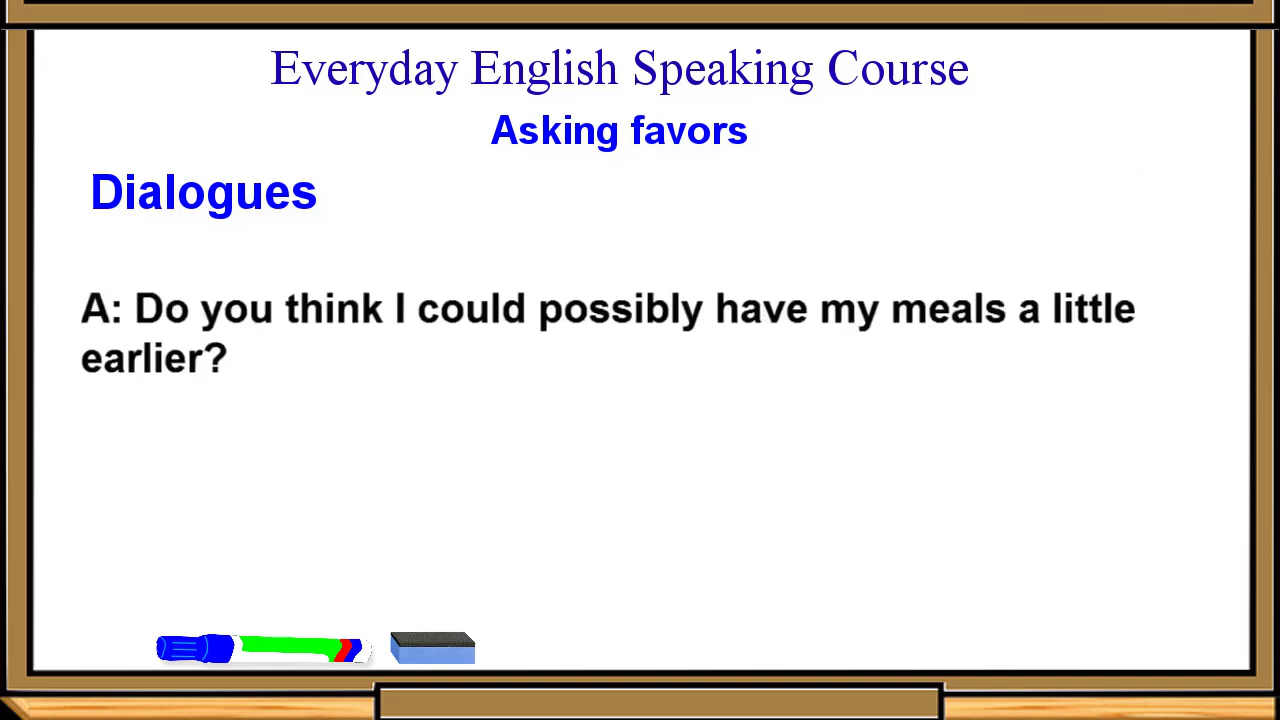 Everyday English Speaking Course
Asking favors
Dialogues
A: Do you think I could possibly have my meals a little
earlier?